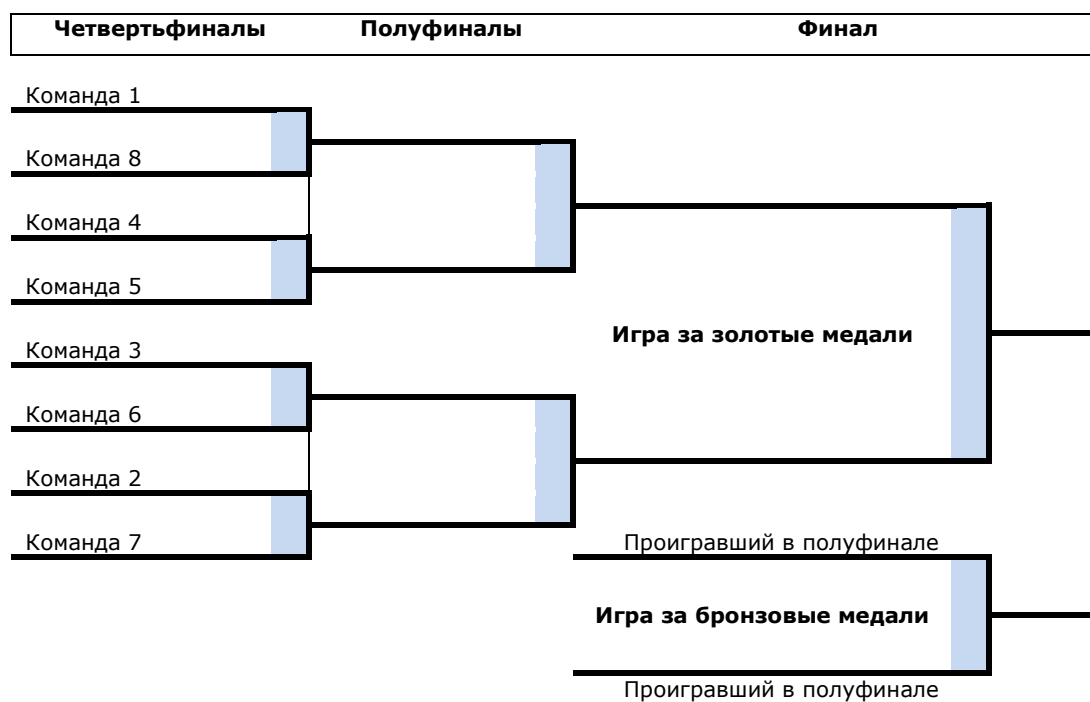 Четвертьфиналы Полуфиналы Финал
Команда 1
Команда 8
Команда 4
Команда 5
Команда 3
Игра за золотые медали
Команда 6
Команда 2
Команда 7
Проигравший в полуфинале
Игра за бронзовые медали
Проигравший в полуфинале